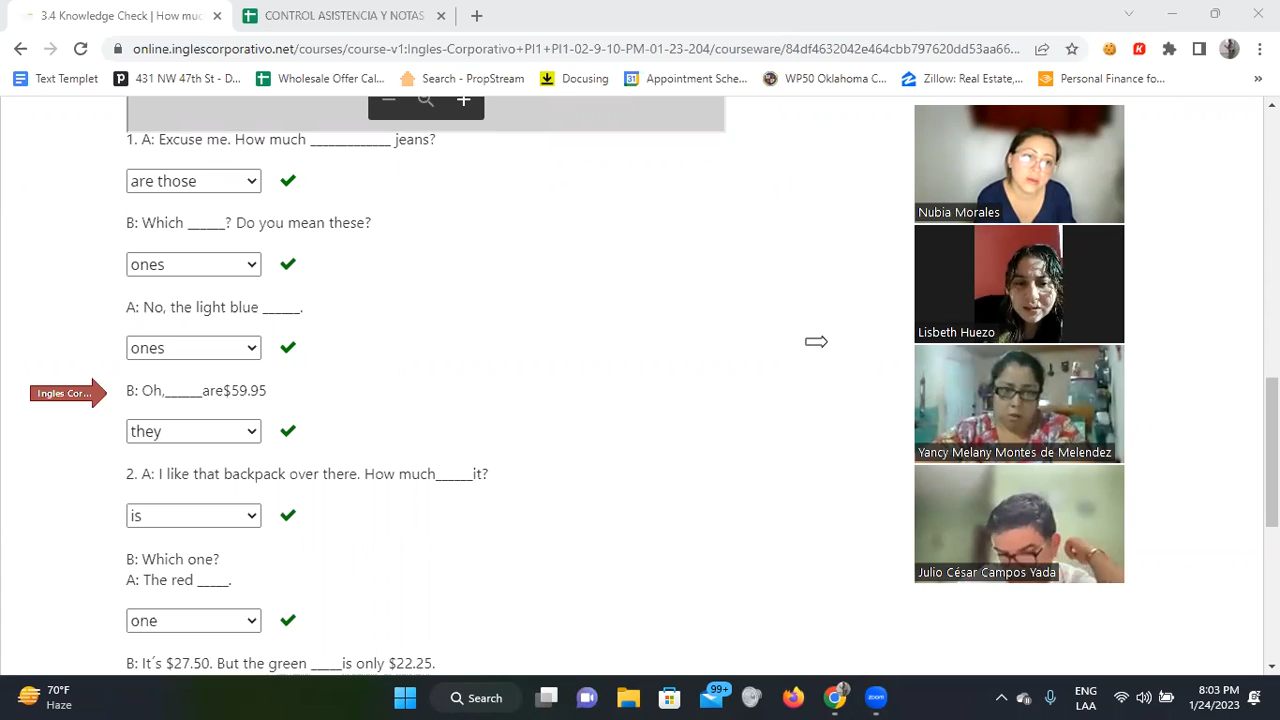 3.4 Knowledge Check | How muc
CONTROL ASISTENCIA Y NOTAS
online.inglescorporativo.net/courses/course-v1:Ingles-Corporativo+PI1+PI1-02-9-10-PM-01-23-204/courseware/84df4632042e464cbb797620dd53aa66...
Text Templet
431 NW 47th St - D...
Wholesale Offer Cal...
Search - PropStream
Docusing
Appointment Sche...
WP50 Oklahoma C...
Zillow: Real Estate,...
Personal Finance fo...
»
1. A: Excuse me. How much _____________ jeans?
are those
B: Which ______? Do you mean these?
ones
A: No, the light blue ______.
ones
Ingles Cor...
B: Oh,______are$59.95
they
2. A: I like that backpack over there. How much______it?
is
B: Which one?
A: The red _____.
one
B: It´s $27.50. But the green _____is only $22.25.
Nubia Morales
Lisbeth Huezo
Yancy Melany Montes de Melendez
Julio César Campos Yada
70°F
Haze
Search
99+
zoom
ENG
LAA
8:03 PM
1/24/2023